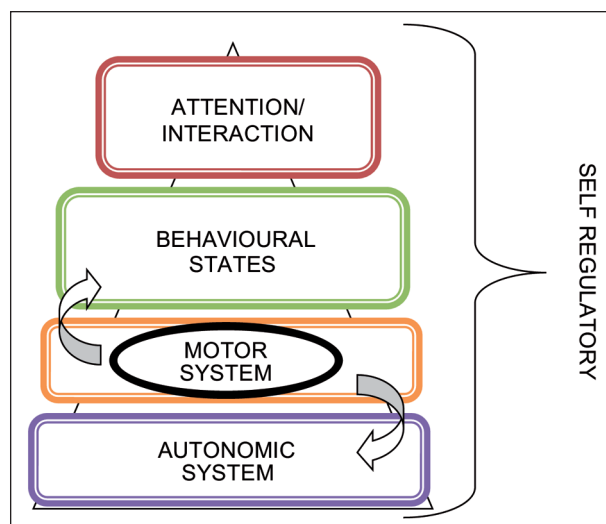 ATTENTION/
INTERACTION
BEHAVIOURAL
STATES
MOTOR
SYSTEM
AUTONOMIC
SYSTEM
SELF REGULATORY